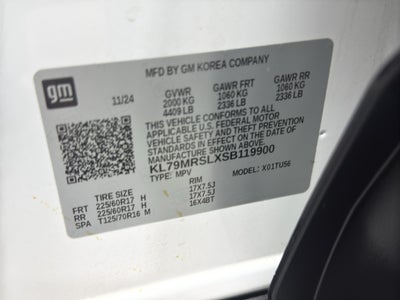 gm
MFD BY GM KOREA COMPANY
11/24
GVWR GAWR FRT GAWR RR
2000 KG 1060 KG 1060 KG
4409 LB 2336 LB 2336 LB
THIS VEHICLE CONFORMS TO ALL
APPLICABLE U.S. FEDERAL MOTOR
VEHICLE SAFETY, BUMPER, AND THEFT PREVENTION
STANDARDS IN EFFECT ON THE DATE OF
MANUFACTURE SHOWN ABOVE.
KL79MRSLXSB119900
TYPE: MPV MODEL: X01TU56
TIRE SIZE RIM
FRT 225/60R17 H 17X7.5J
RR 225/60R17 H 17X7.5J
SPA T125/70R16 M 16X4BT